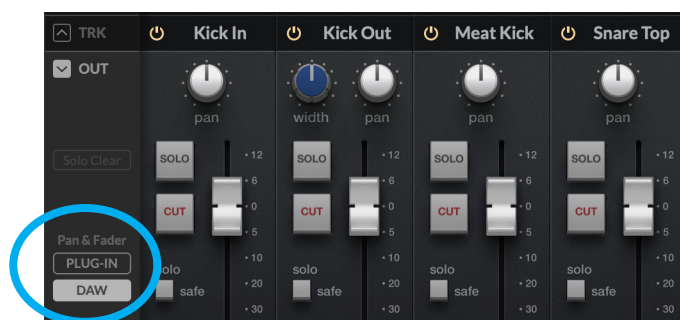 TRK Kick In Kick Out Meat Kick Snare Top
OUT
pan width pan pan pan
Solo Clear SOLO 12 SOLO 12 SOLO 12 SOLO 12
6 6 6 6
CUT 0 CUT 0 CUT 0 CUT 0
5 5 5 5
Pan & Fader
PLUG-IN 10 10 10 10
solo solo solo solo
DAW safe 20 safe 20 safe 20 safe 20
30 30 30 30